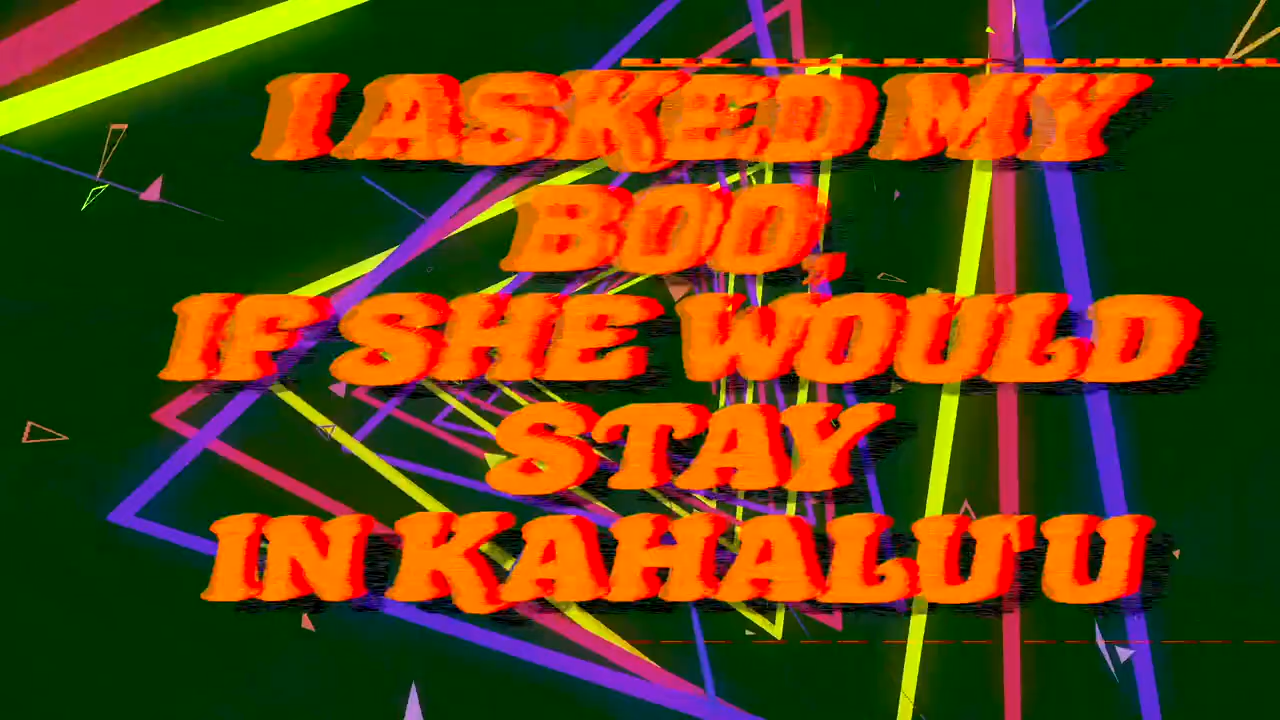 I ASKED MY
BOO,
IF SHE WOULD
STAY
IN KAHALU'U